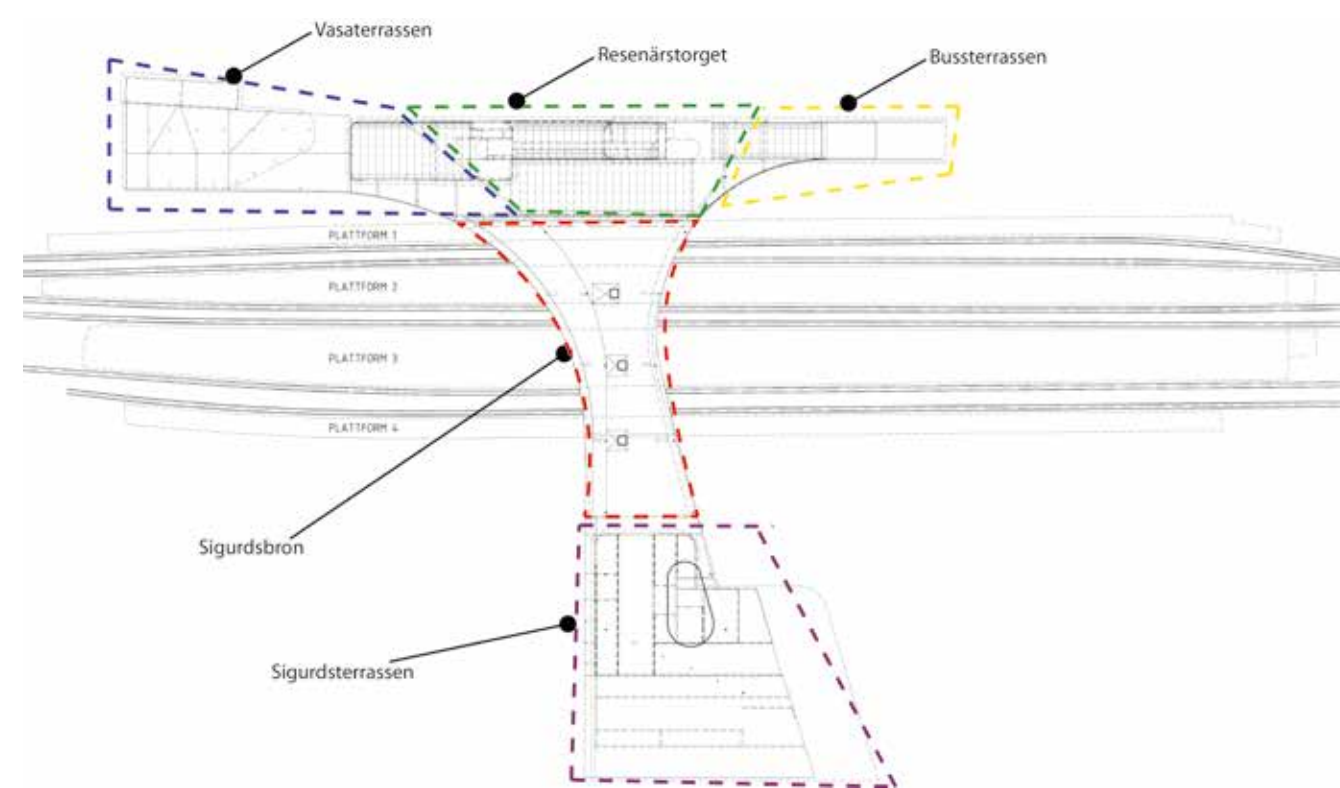 Vasaterrassen
Resenärstorget
Bussterrassen
PLATTFORM 1
PLATTFORM 2
PLATTFORM 3
PLATTFORM 4
Sigurdsbron
Sigurdsterrassen